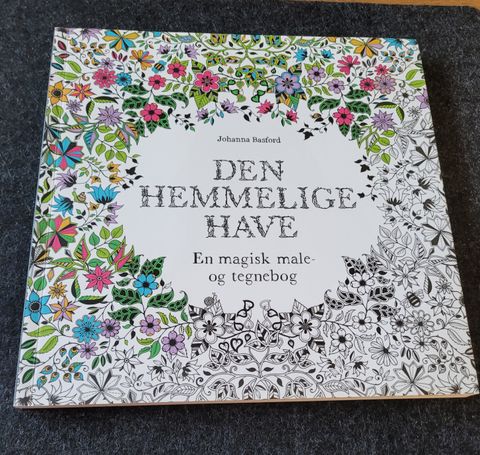 Johanna Basford
DEN
HEMMELIGE
HAVE
En magisk male-
og tegnebog